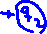 → q₂